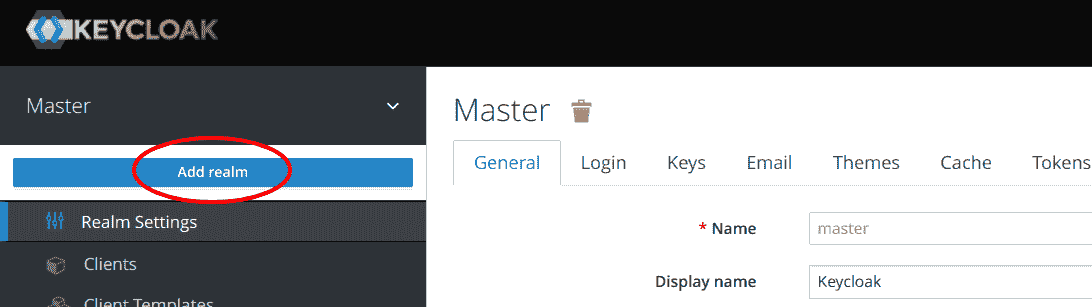 KEYCLOAK
Master
Add realm
Realm Settings
Clients
Client Templates
Master
General Login Keys Email Themes Cache Tokens
* Name master
Display name Keycloak